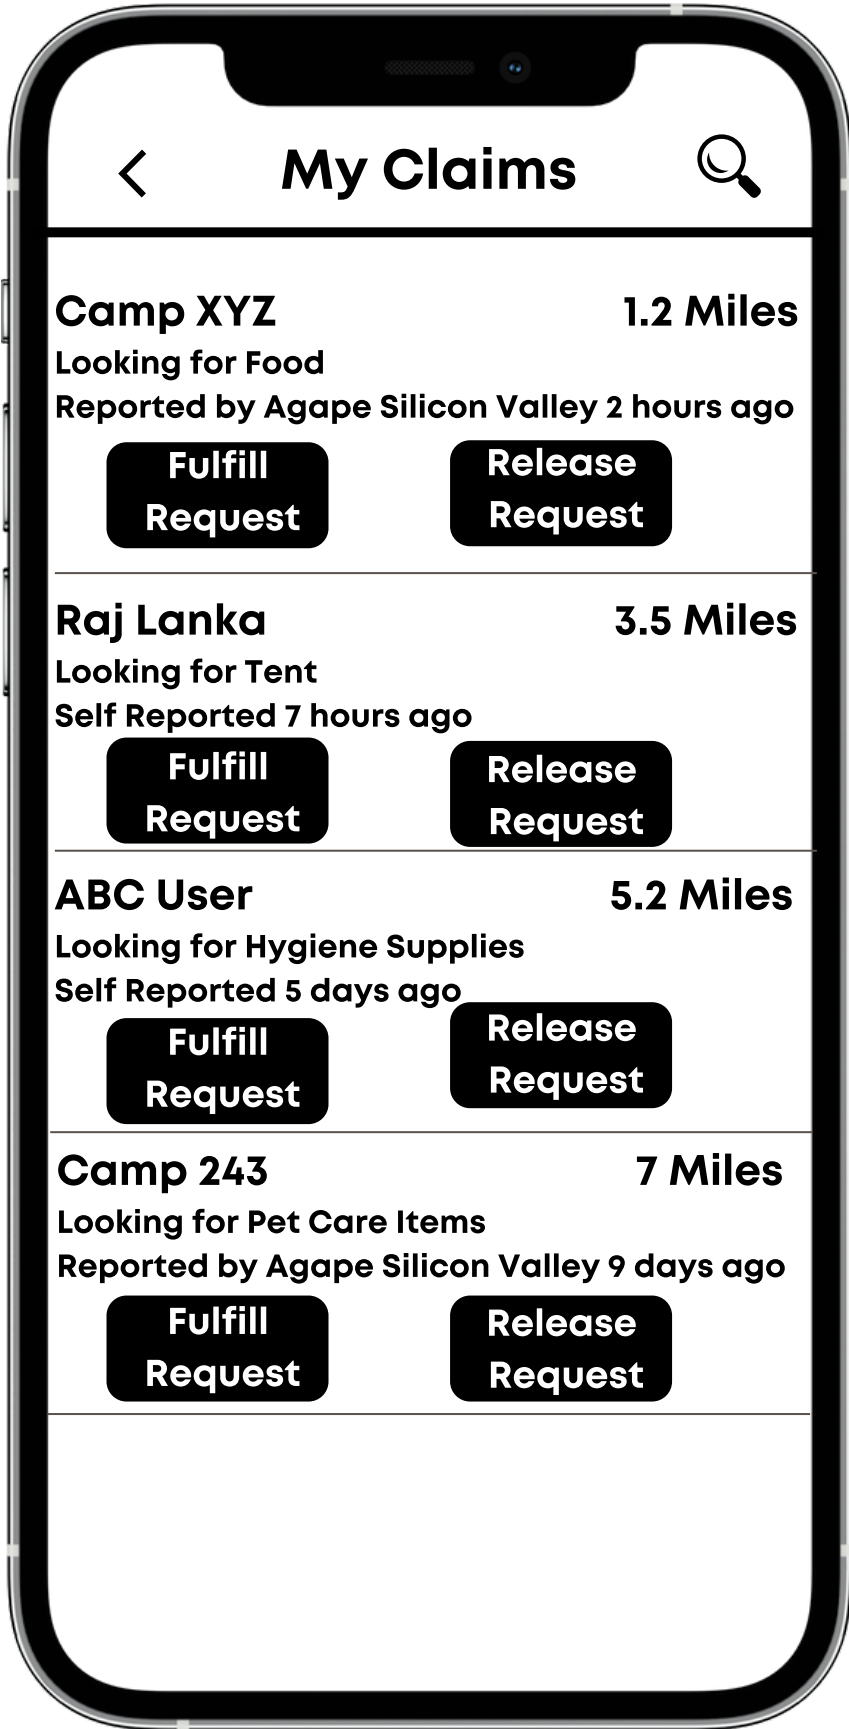 My Claims
Camp XYZ 1.2 Miles
Looking for Food
Reported by Agape Silicon Valley 2 hours ago
Fulfill Release
Request Request
Raj Lanka 3.5 Miles
Looking for Tent
Self Reported 7 hours ago
Fulfill Release
Request Request
ABC User 5.2 Miles
Looking for Hygiene Supplies
Self Reported 5 days ago
Fulfill Release
Request Request
Camp 243 7 Miles
Looking for Pet Care Items
Reported by Agape Silicon Valley 9 days ago
Fulfill Release
Request Request